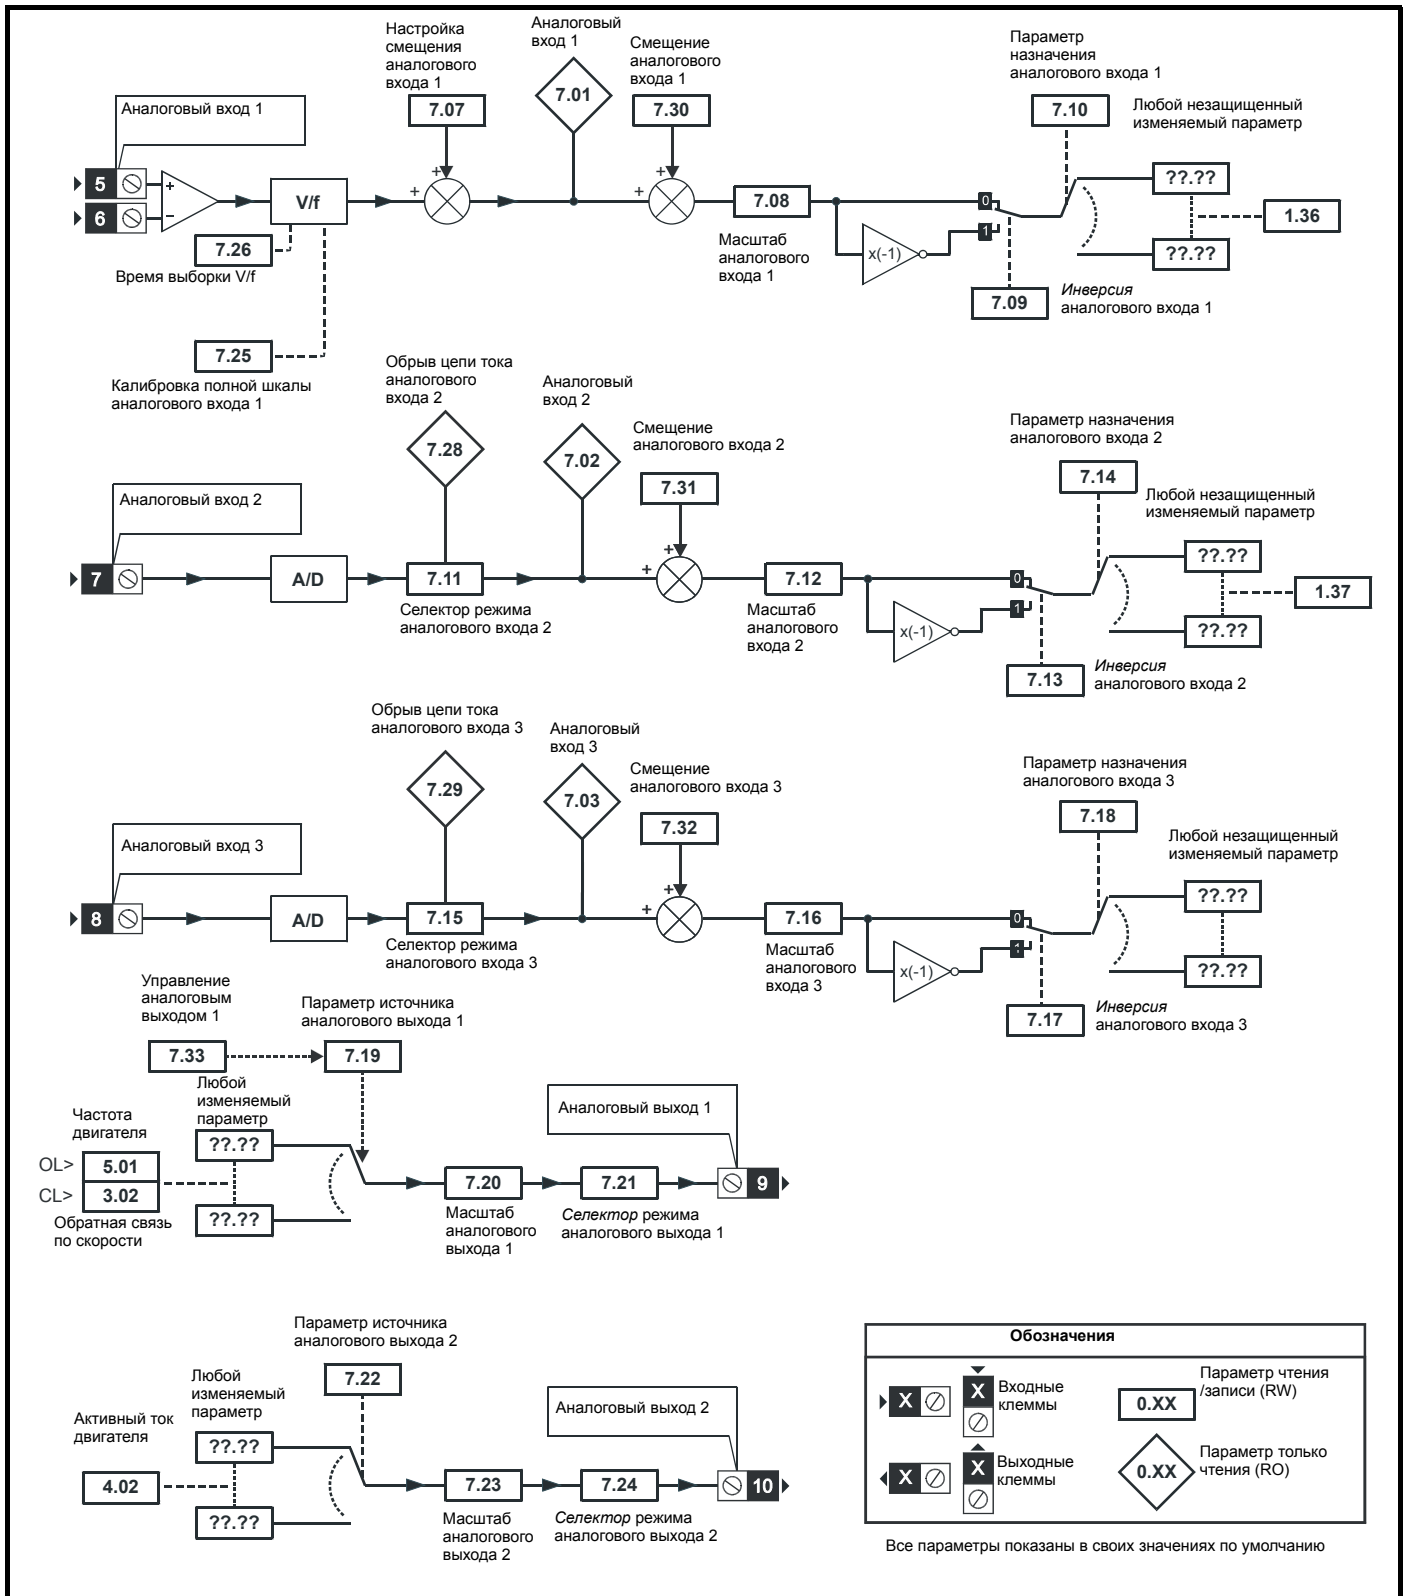 Настройка
смещения
аналогового
входа 1
7.07
Аналоговый
вход 1
7.01
Смещение
аналогового
входа 1
7.30
Параметр
назначения
аналогового входа 1
7.10
Любой незащищенный
изменяемый параметр
Аналоговый вход 1
5
6
+
−
V/f
+
+
+
+
7.08
Масштаб
аналогового
входа 1
x(-1)
0
1
7.09
Инверсия
аналогового входа 1
??.??
??.??
1.36
7.26
Время выборки V/f
7.25
Калибровка полной шкалы
аналогового входа 1
Обрыв цепи тока
аналогового
входа 2
7.28
Аналоговый
вход 2
7.02
Смещение
аналогового входа 2
7.31
Параметр назначения
аналогового входа 2
7.14
Любой незащищенный
изменяемый параметр
Аналоговый вход 2
7
A/D
7.11
Селектор режима
аналогового входа 2
+
+
7.12
Масштаб
аналогового
входа 2
x(-1)
0
1
7.13
Инверсия
аналогового входа 2
??.??
??.??
1.37
Обрыв цепи тока
аналогового входа 3
7.29
Аналоговый
вход 3
7.03
Смещение
аналогового входа 3
7.32
Параметр назначения
аналогового входа 3
7.18
Любой незащищенный
изменяемый параметр
Аналоговый вход 3
8
A/D
7.15
Селектор режима
аналогового входа 3
+
+
7.16
Масштаб
аналогового
входа 3
x(-1)
0
1
7.17
Инверсия
аналогового входа 3
??.??
??.??
Управление
аналоговым
выходом 1
7.33
Параметр источника
аналогового выхода 1
7.19
Любой
изменяемый
параметр
??.??
??.??
Частота
двигателя
OL> 5.01
CL> 3.02
Обратная связь
по скорости
7.20
Масштаб
аналогового
выхода 1
7.21
Селектор режима
аналогового выхода 1
Аналоговый выход 1
9
Параметр источника
аналогового выхода 2
7.22
Любой
изменяемый
параметр
??.??
??.??
Активный ток
двигателя
4.02
7.23
Масштаб
аналогового
выхода 2
7.24
Селектор режима
аналогового выхода 2
Аналоговый выход 2
10
Обозначения
X
X
Входные
клеммы
0.XX
Параметр чтения
/записи (RW)
X
X
Выходные
клеммы
0.XX
Параметр только
чтения (RO)
Все параметры показаны в своих значениях по умолчанию